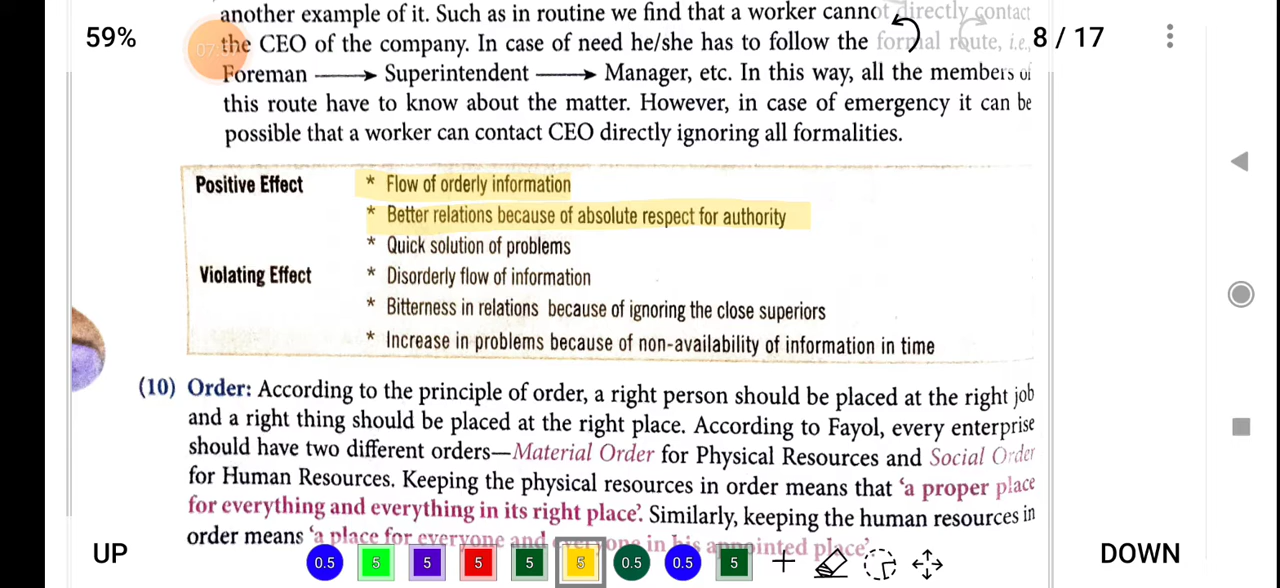 another example of it. Such as in routine we find that a worker cannot directly contact
the CEO of the company. In case of need he/she has to follow the formal route, i.e.,
Foreman → Superintendent → Manager, etc. In this way, all the members of
this route have to know about the matter. However, in case of emergency it can be
possible that a worker can contact CEO directly ignoring all formalities.
59%
07
8 / 17
Positive Effect * Flow of orderly information
* Better relations because of absolute respect for authority
* Quick solution of problems
Violating Effect * Disorderly flow of information
* Bitterness in relations because of ignoring the close superiors
* Increase in problems because of non-availability of information in time
(10) Order: According to the principle of order, a right person should be placed at the right job
and a right thing should be placed at the right place. According to Fayol, every enterprise
should have two different orders—Material Order for Physical Resources and Social Order
for Human Resources. Keeping the physical resources in order means that ‘a proper place
for everything and everything in its right place’. Similarly, keeping the human resources in
order means ‘a place for everyone and everyone in his appointed place’.
UP
0.5 5 5 5 5 5 0.5 0.5 5
DOWN